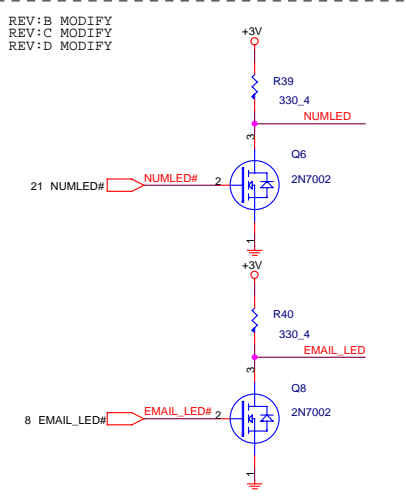 REV:B MODIFY
REV:C MODIFY
REV:D MODIFY
+3V
R39
330_4
NUMLED
3
Q6
21 NUMLED#
NUMLED#
2
2N7002
1
+3V
R40
330_4
EMAIL_LED
3
Q8
8 EMAIL_LED#
EMAIL_LED#
2
2N7002
1